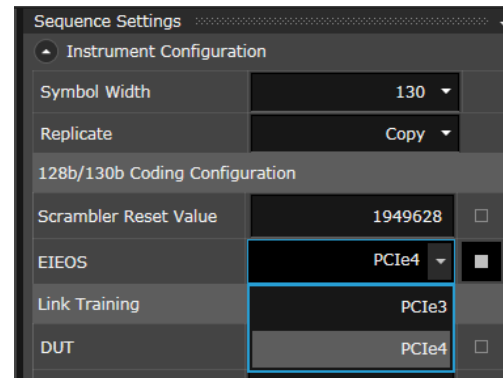 Sequence Settings
Instrument Configuration
Symbol Width 130
Replicate Copy
128b/130b Coding Configuration
Scrambler Reset Value 1949628
EIEOS PCIe4
Link Training PCIe3
DUT PCIe4